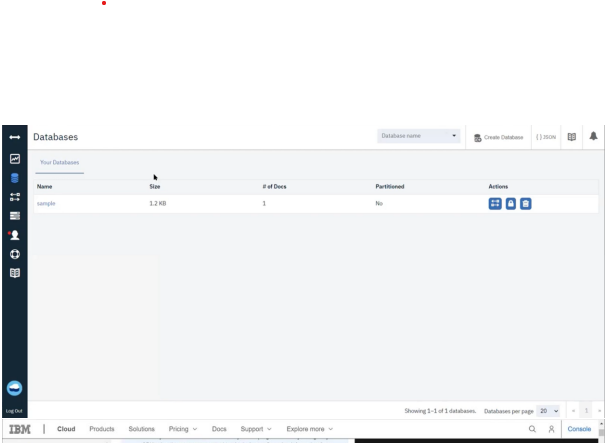 Databases
Database name
Create Database
{ } JSON
Your Databases
Name Size # of Docs Partitioned Actions
sample 1.2 KB 1 No
Log Out
Showing 1–1 of 1 databases. Databases per page 20 « 1 »
IBM Cloud Products Solutions Pricing Docs Support Explore more Console